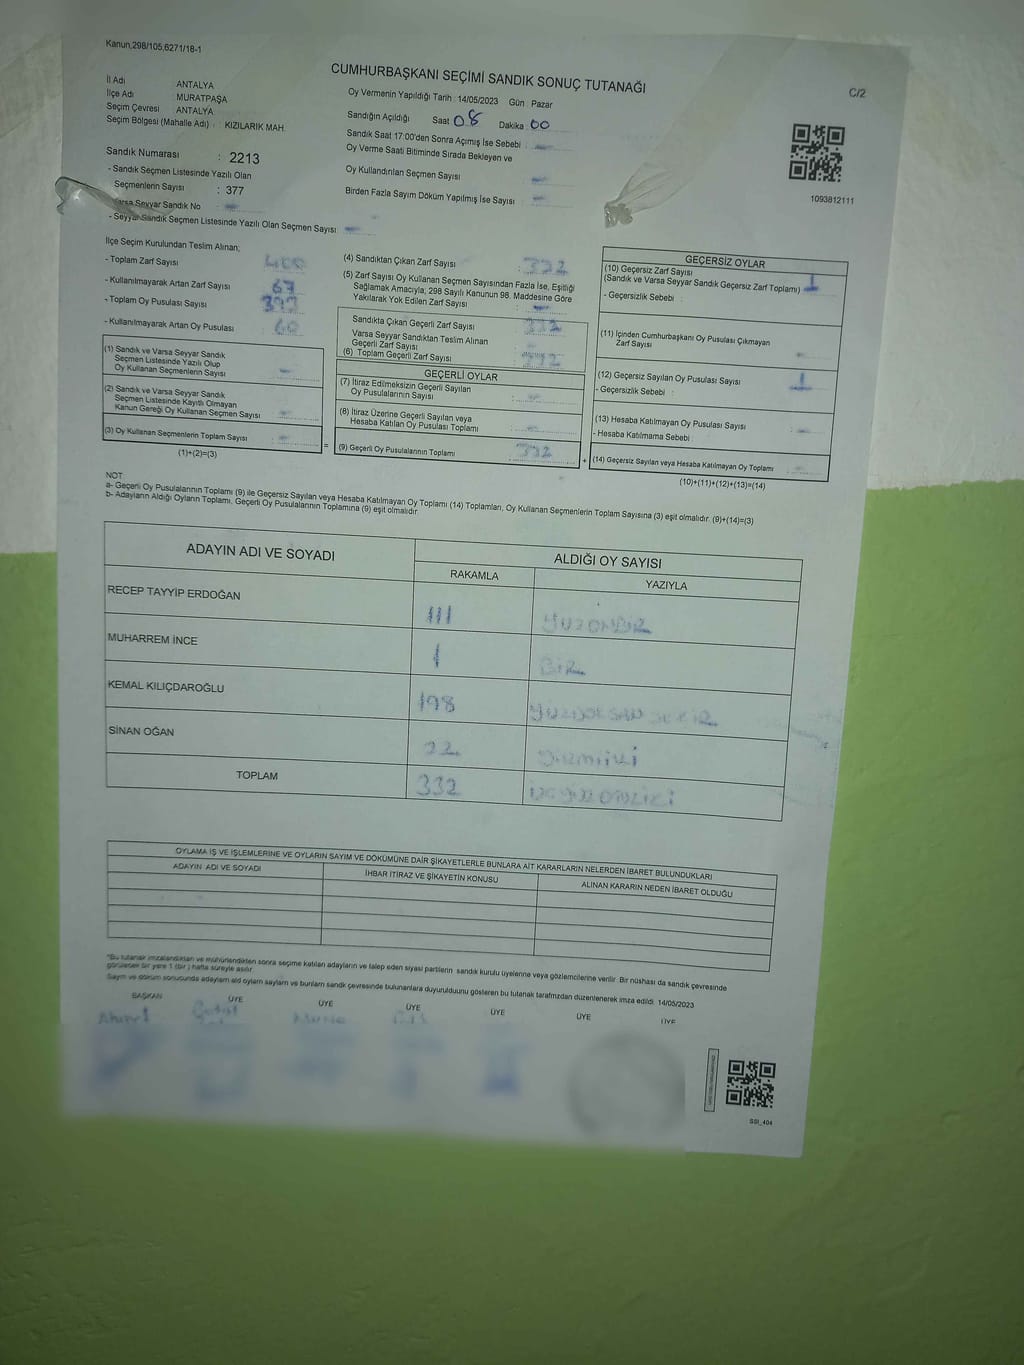 Kanun,298/105,6271/18-1
CUMHURBAŞKANI SEÇİMİ SANDIK SONUÇ TUTANAĞI
C/2
İl Adı ANTALYA
İlçe Adı MURATPAŞA
Seçim Çevresi ANTALYA
Seçim Bölgesi (Mahalle Adı) : KIZILARIK MAH.
Sandık Numarası : 2213
- Sandık Seçmen Listesinde Yazılı Olan
Seçmenlerin Sayısı : 377
Varsa Seyyar Sandık No
- Seyyar Sandık Seçmen Listesinde Yazılı Olan Seçmen Sayısı
Oy Vermenin Yapıldığı Tarih : 14/05/2023 Gün : Pazar
Sandığın Açıldığı Saat 08 Dakika : 00
Sandık Saat 17:00'den Sonra Açımış İse Sebebi :
Oy Verme Saati Bitiminde Sırada Bekleyen ve
Oy Kullandırılan Seçmen Sayısı
Birden Fazla Sayım Döküm Yapılmış İse Sayısı
1093812111
İlçe Seçim Kurulundan Teslim Alınan;
- Toplam Zarf Sayısı 400
- Kullanılmayarak Artan Zarf Sayısı 67
- Toplam Oy Pusulası Sayısı
- Kullanılmayarak Artan Oy Pusulası 60
(1) Sandık ve Varsa Seyyar Sandık
Seçmen Listesinde Yazılı Olup
Oy Kullanan Seçmenlerin Sayısı
(2) Sandık ve Varsa Seyyar Sandık
Seçmen Listesinde Kayıtlı Olmayan
Kanun Gereği Oy Kullanan Seçmen Sayısı
(3) Oy Kullanan Seçmenlerin Toplam Sayısı
(1)+(2)=(3)
(4) Sandıktan Çıkan Zarf Sayısı : 332
(5) Zarf Sayısı Oy Kullanan Seçmen Sayısından Fazla İse, Eşitliği
Sağlamak Amacıyla; 298 Sayılı Kanunun 98. Maddesine Göre
Yakılarak Yok Edilen Zarf Sayısı
Sandıkta Çıkan Geçerli Zarf Sayısı 332
Varsa Seyyar Sandıktan Teslim Alınan
Geçerli Zarf Sayısı
(6) Toplam Geçerli Zarf Sayısı 332
GEÇERLİ OYLAR
(7) İtiraz Edilmeksizin Geçerli Sayılan
Oy Pusulalarının Sayısı
(8) İtiraz Üzerine Geçerli Sayılan veya
Hesaba Katılan Oy Pusulası Toplamı
= (9) Geçerli Oy Pusulalarının Toplamı 332 +
GEÇERSİZ OYLAR
(10) Geçersiz Zarf Sayısı
(Sandık ve Varsa Seyyar Sandık Geçersiz Zarf Toplamı) 1
- Geçersizlik Sebebi :
(11) İçinden Cumhurbaşkanı Oy Pusulası Çıkmayan
Zarf Sayısı
(12) Geçersiz Sayılan Oy Pusulası Sayısı 1
- Geçersizlik Sebebi :
(13) Hesaba Katılmayan Oy Pusulası Sayısı
- Hesaba Katılmama Sebebi
(14) Geçersiz Sayılan veya Hesaba Katılmayan Oy Toplamı
(10)+(11)+(12)+(13)=(14)
NOT
a- Geçerli Oy Pusulalarının Toplamı (9) ile Geçersiz Sayılan veya Hesaba Katılmayan Oy Toplamı (14) Toplamları, Oy Kullanan Seçmenlerin Toplam Sayısına (3) eşit olmalıdır. (9)+(14)=(3)
b- Adayların Aldığı Oyların Toplamı, Geçerli Oy Pusulalarının Toplamına (9) eşit olmalıdır
ADAYIN ADI VE SOYADI
ALDIĞI OY SAYISI
RAKAMLA YAZIYLA
RECEP TAYYİP ERDOĞAN 111 YÜZONBİR
MUHARREM İNCE 1 BİR
KEMAL KILIÇDAROĞLU 198 YÜZDOKSAN SEKİZ
SİNAN OĞAN 22 yirmiiki
TOPLAM 332 ÜÇYÜZ OTUZİKİ
OYLAMA İŞ VE İŞLEMLERİNE VE OYLARIN SAYIM VE DÖKÜMÜNE DAİR ŞİKAYETLERLE BUNLARA AİT KARARLARIN NELERDEN İBARET BULUNDUKLARI
ADAYIN ADI VE SOYADI İHBAR İTİRAZ VE ŞİKAYETİN KONUSU ALINAN KARARIN NEDEN İBARET OLDUĞU
*Bu tutanak imzalandıktan ve mühürlendikten sonra seçime katılan adayların ve talep eden siyasi partilerin sandık kurulu üyelerine veya gözlemcilerine verilir. Bir nüshası da sandık çevresinde
görülecek bir yere 1 (bir) hafta süreyle asılır.
Sayım ve döküm sonucunda adayların aldı oyların sayıları ve bunların sandık çevresinde bulunanlara duyurulduunu gösteren bu tutanak tarafımızdan düzenlenerek imza edildi. 14/05/2023
BAŞKAN ÜYE ÜYE ÜYE ÜYE ÜYE ÜYE
Ahmet
SSI_404